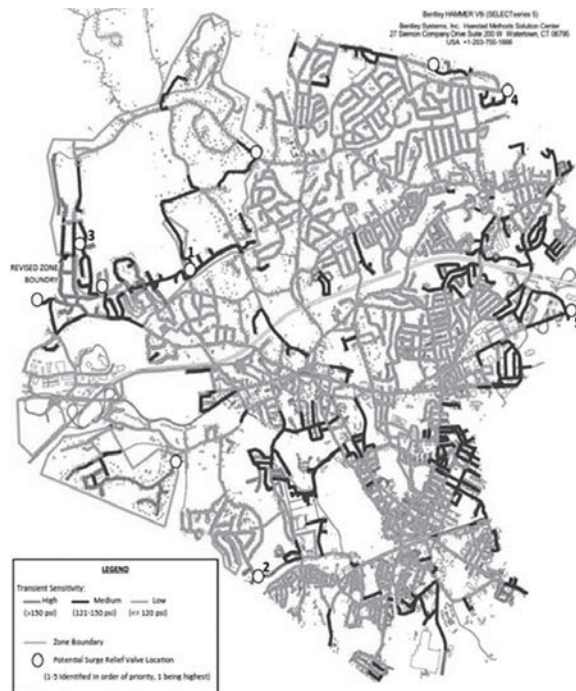 Bentley HAMMER V8i (SELECTseries 5)
Bentley Systems, Inc. Haestad Methods Solution Center
27 Siemon Company Drive Suite 200 W Watertown, CT 06795
USA +1-203-755-1666
4
3
1
REVISED ZONE
BOUNDRY
2
LEGEND
Transient Sensitivity:
High Medium Low
(>150 psi) (121-150 psi) (<= 120 psi)
Zone Boundary
Potential Surge Relief Valve Location
(1-5 identified in order of priority, 1 being highest)